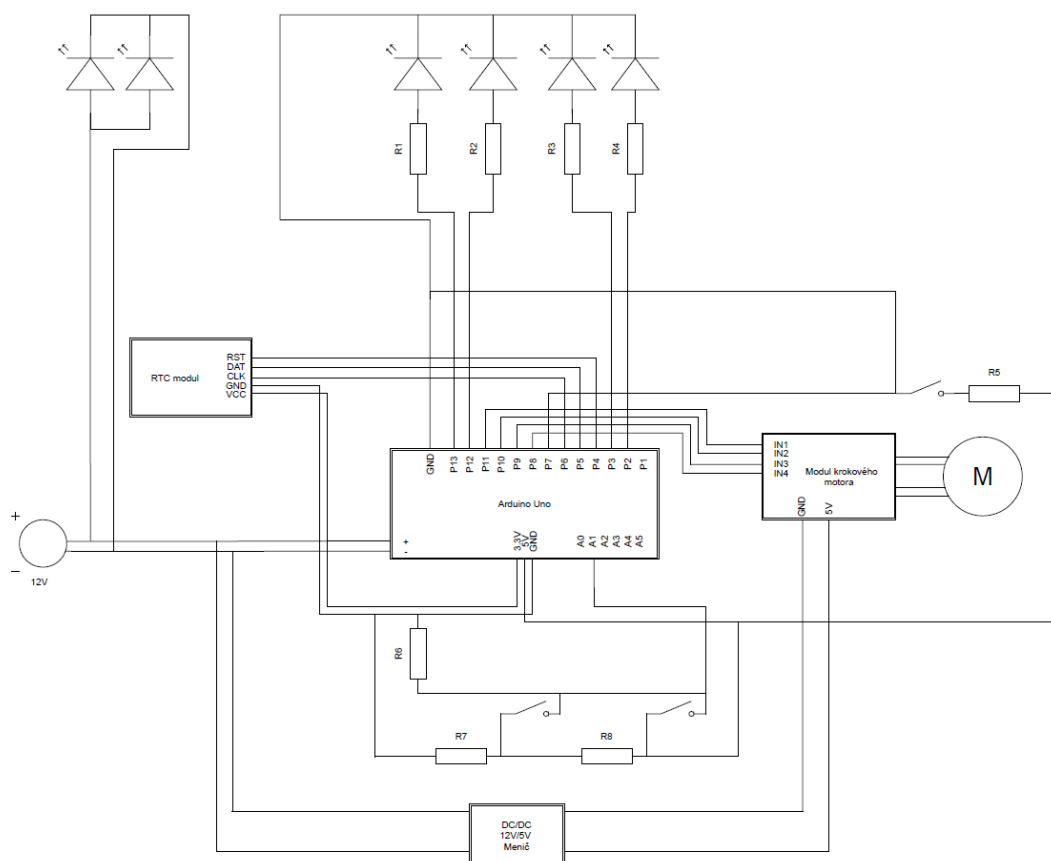 R1
R2
R3
R4
RTC modul
RST
DAT
CLK
GND
VCC
R5
GND
P13
P12
P11
P10
P9
P8
P7
P6
P5
P4
P3
P2
P1
Arduino Uno
+
-
3,3V
5V
GND
A0
A1
A2
A3
A4
A5
IN1
IN2
IN3
IN4
Modul krokového
motora
GND
5V
M
+
–
12V
R6
R7
R8
DC/DC
12V/5V
Menič